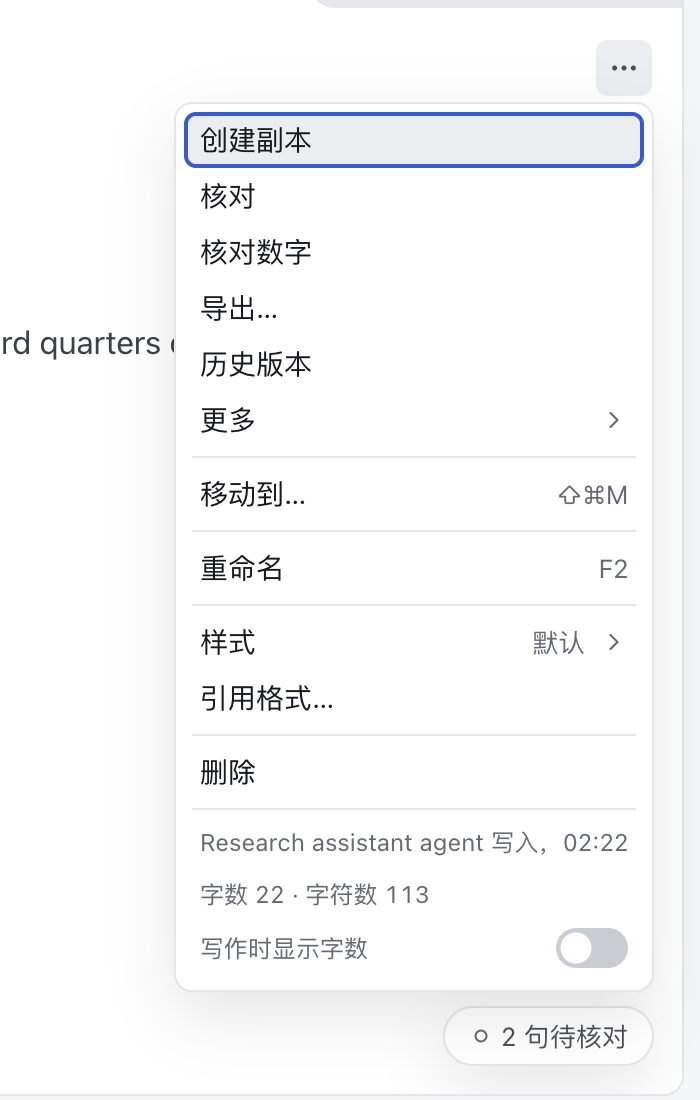 创建副本
核对
核对数字
导出...
rd quarters
历史版本
更多
移动到... ⇧⌘M
重命名 F2
样式 默认
引用格式...
删除
Research assistant agent 写入，02:22
字数 22 · 字符数 113
写作时显示字数
2 句待核对